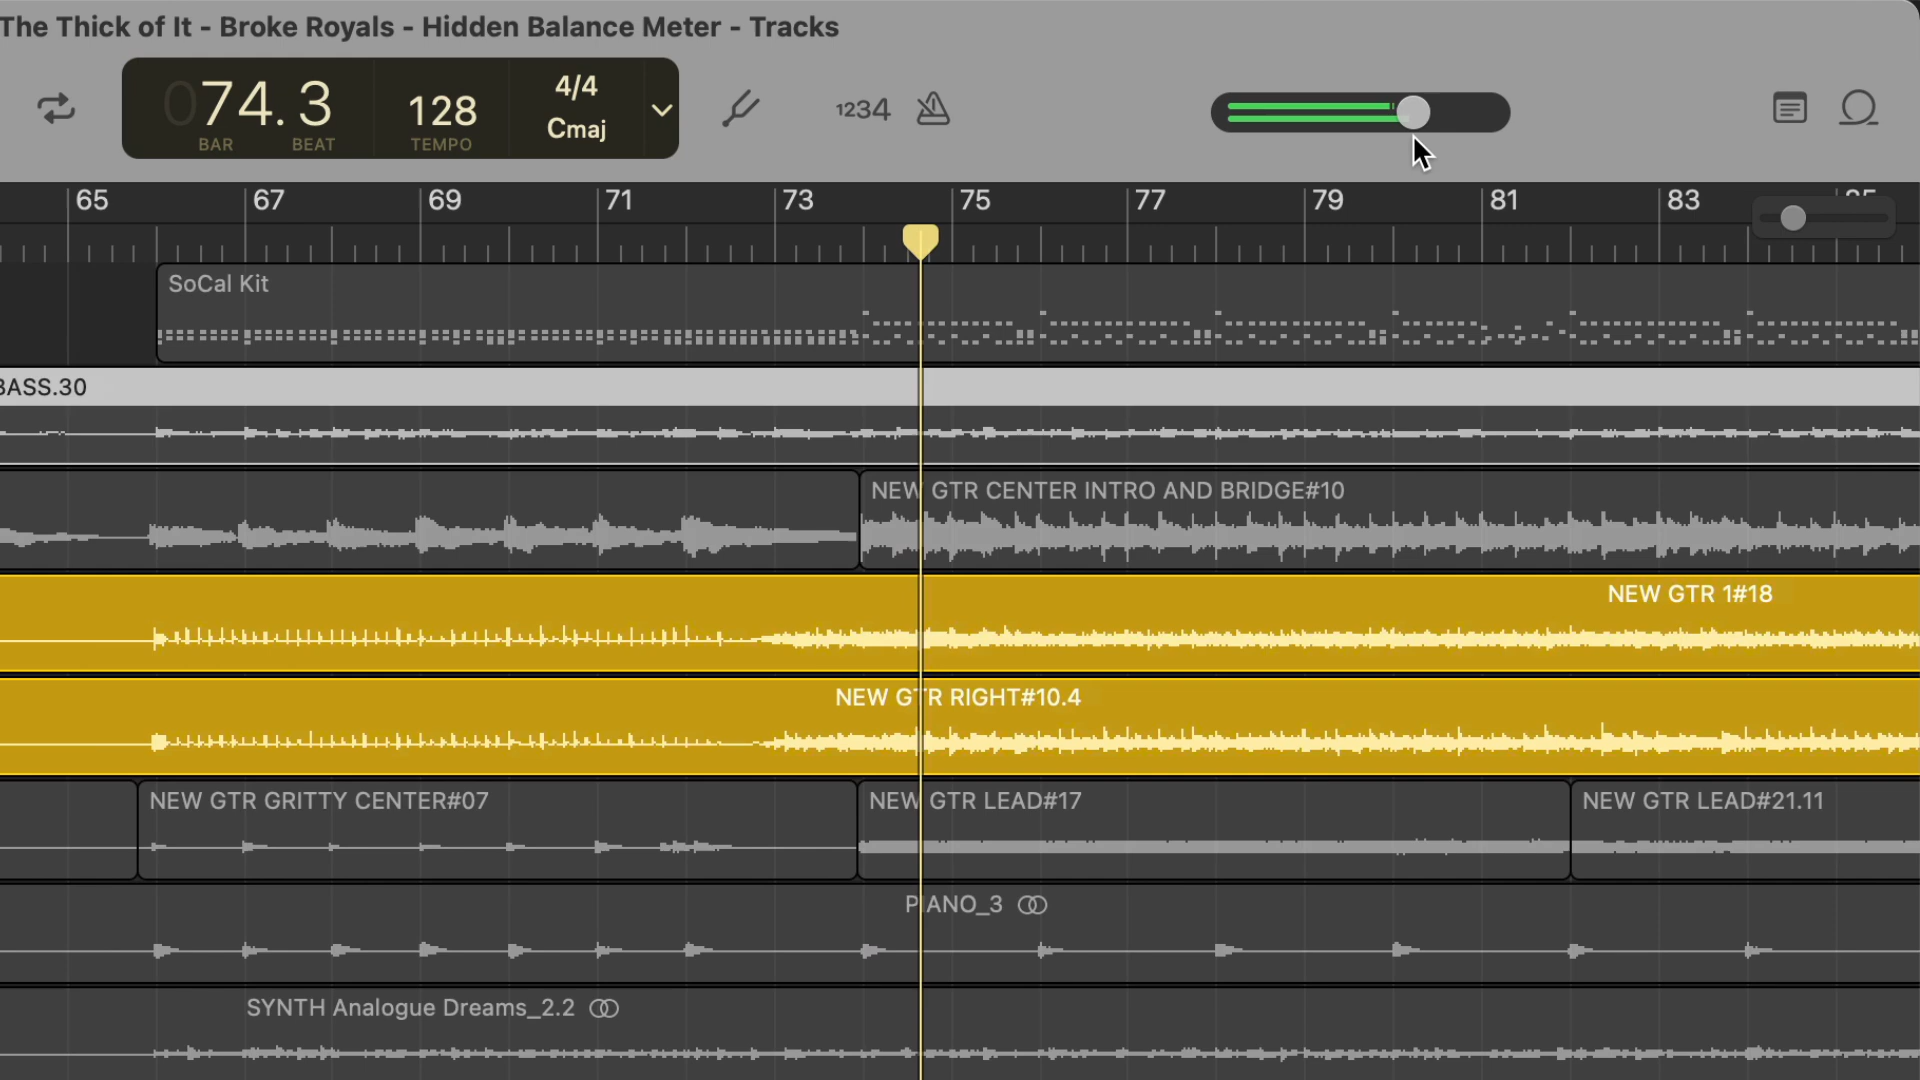 The Thick of It - Broke Royals - Hidden Balance Meter - Tracks
074.3
BAR BEAT
128
TEMPO
4/4
Cmaj
1234
65 67 69 71 73 75 77 79 81 83
SoCal Kit
BASS.30
NEW GTR CENTER INTRO AND BRIDGE#10
NEW GTR 1#18
NEW GTR RIGHT#10.4
NEW GTR GRITTY CENTER#07 NEW GTR LEAD#17 NEW GTR LEAD#21.11
PIANO_3
SYNTH Analogue Dreams_2.2